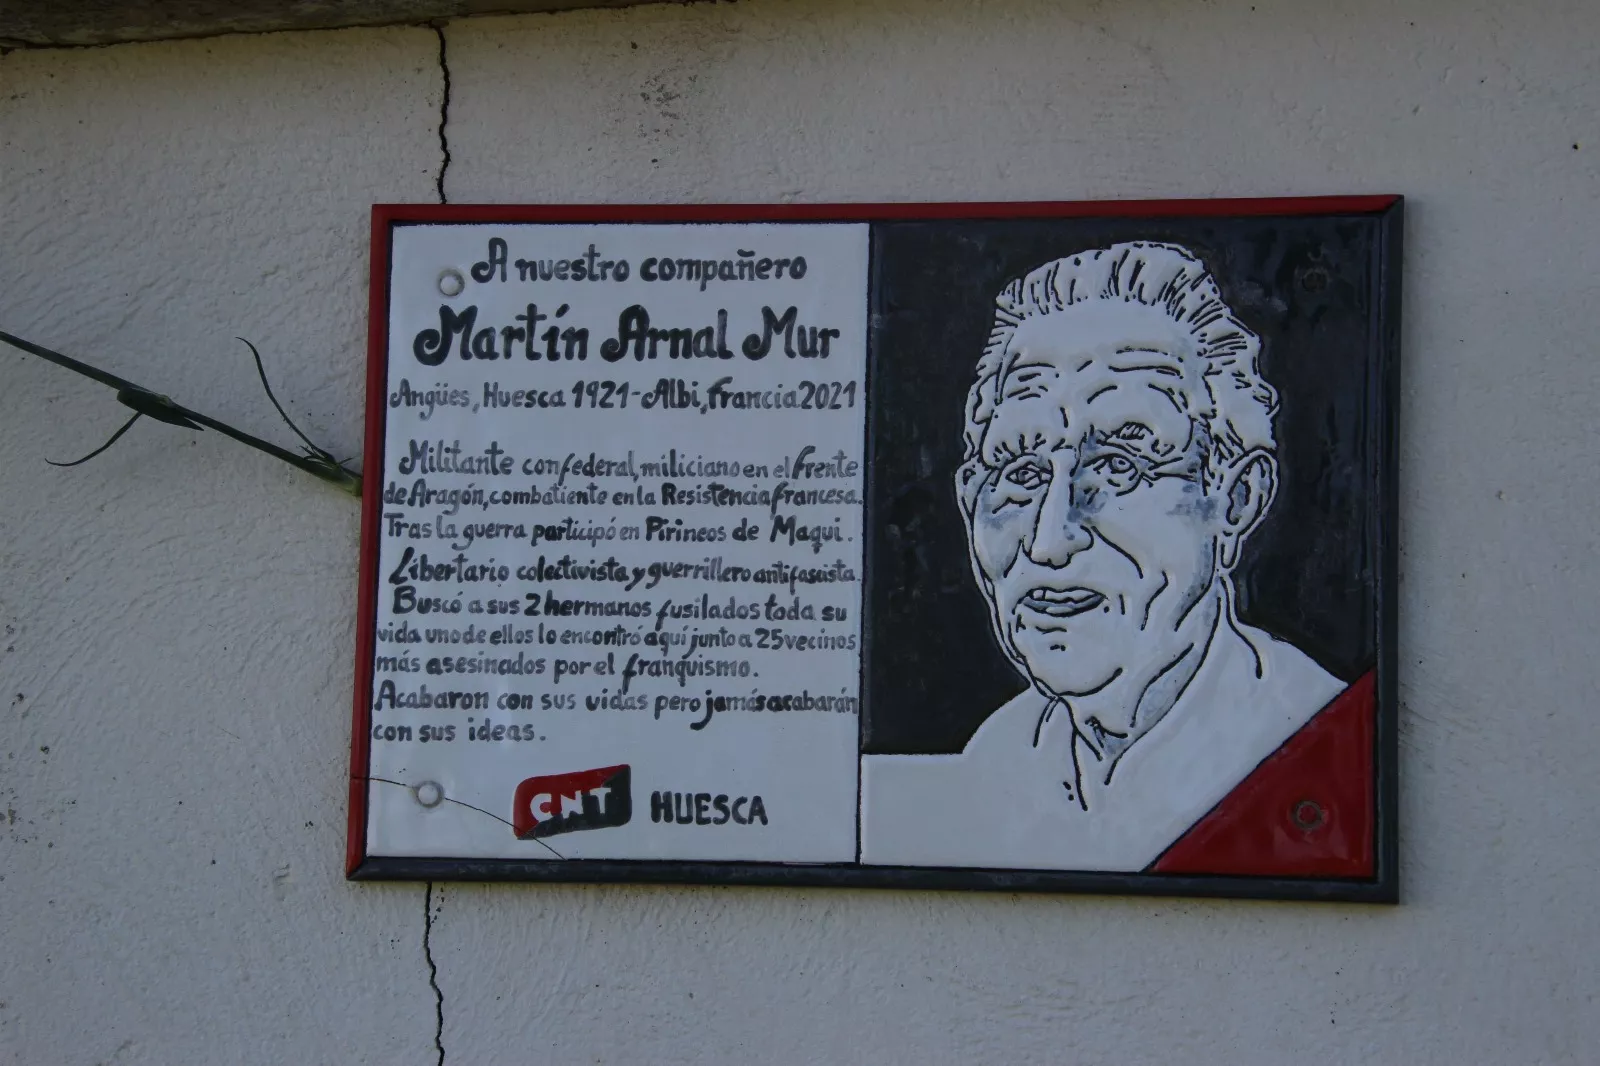 A nuestro compañero
Martín Arnal Mur
Angües, Huesca 1921-Albi, Francia 2021
Militante confederal, miliciano en el frente
de Aragón, combatiente en la Resistencia francesa.
Tras la guerra participó en Pirineos de Maqui.
Libertario colectivista y guerrillero antifascista.
Buscó a sus 2 hermanos fusilados toda su
vida uno de ellos lo encontró aquí junto a 25 vecinos
más asesinados por el franquismo.
Acabaron con sus vidas pero jamás acabarán
con sus ideas.
CNT HUESCA